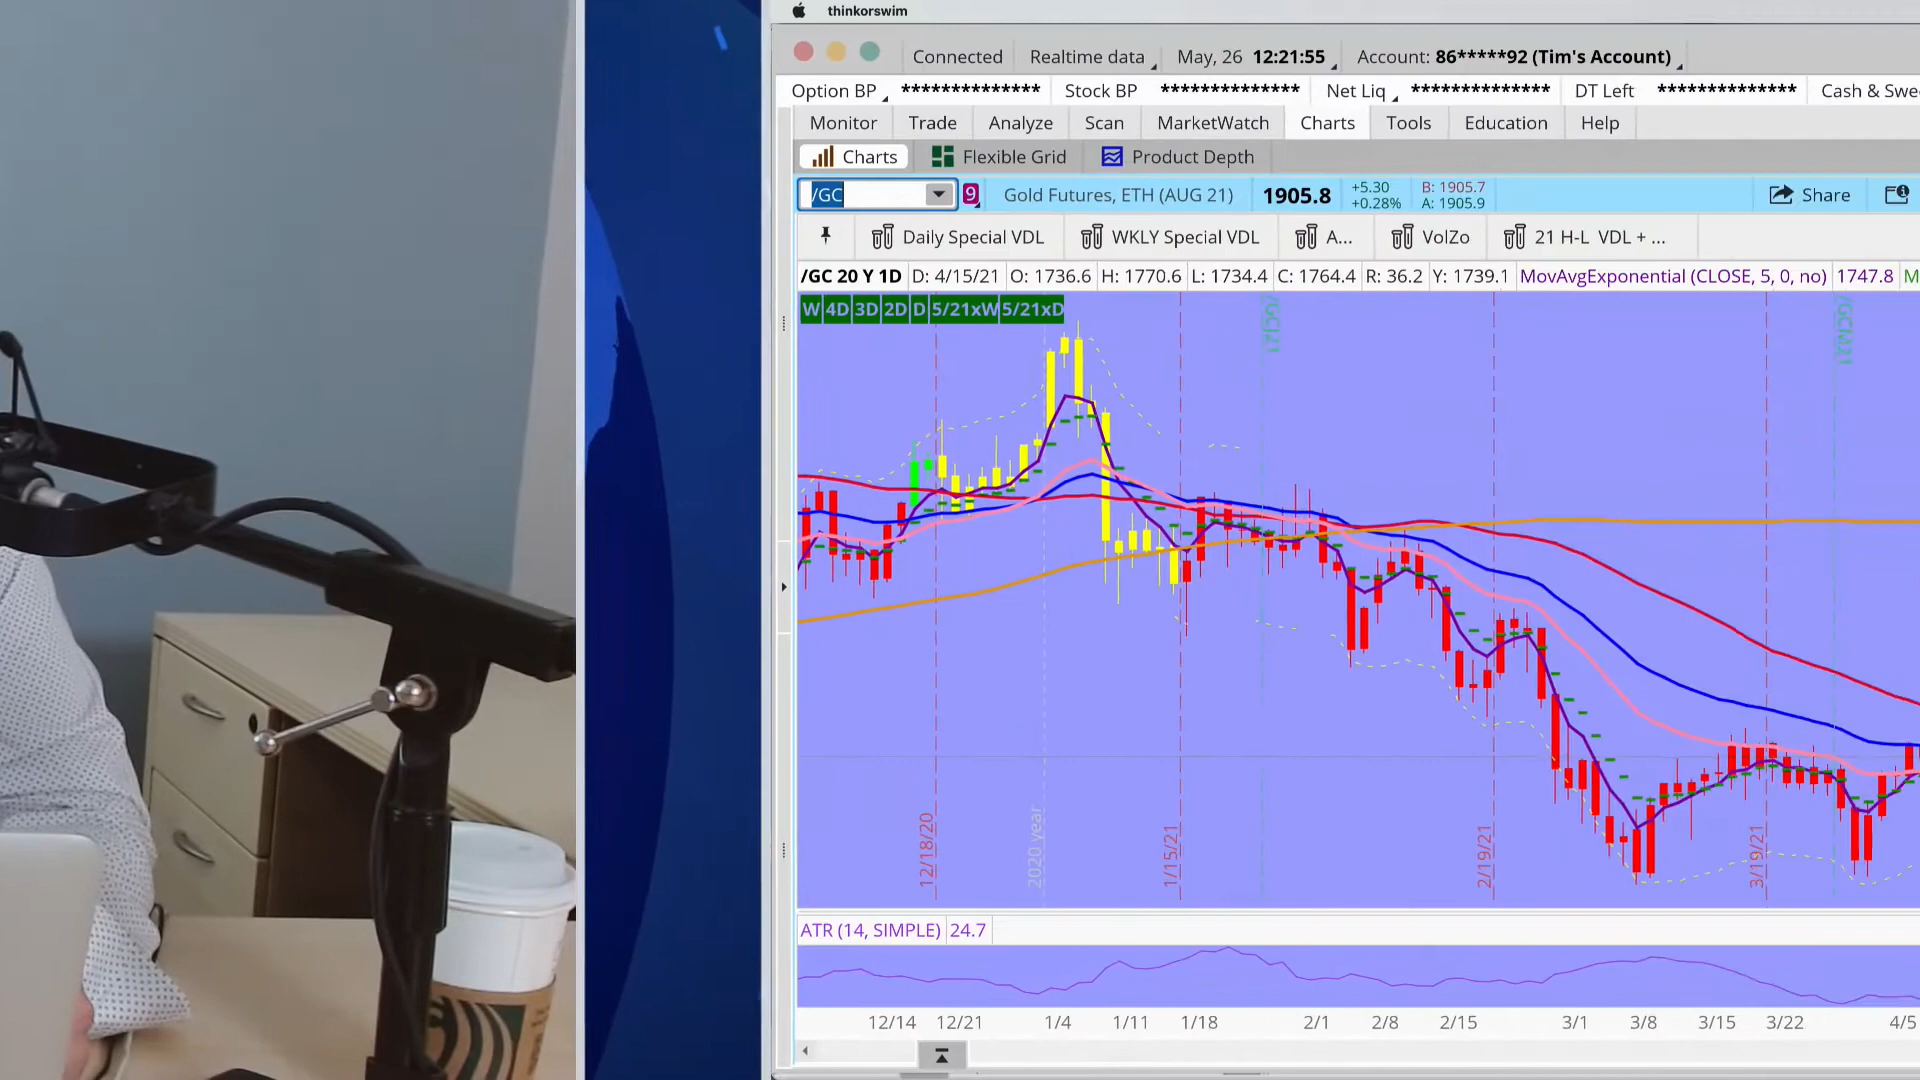 thinkorswim
Connected Realtime data May, 26 12:21:55 Account: 86*****92 (Tim's Account)
Option BP ************** Stock BP ************** Net Liq ************** DT Left ************** Cash & Swe
Monitor Trade Analyze Scan MarketWatch Charts Tools Education Help
Charts Flexible Grid Product Depth
/GC 9 Gold Futures, ETH (AUG 21) 1905.8 +5.30 +0.28% B: 1905.7 A: 1905.9 Share
Daily Special VDL WKLY Special VDL A... VolZo 21 H-L VDL + ...
/GC 20 Y 1D D: 4/15/21 O: 1736.6 H: 1770.6 L: 1734.4 C: 1764.4 R: 36.2 Y: 1739.1 MovAvgExponential (CLOSE, 5, 0, no) 1747.8 M
W 4D 3D 2D D 5/21xW 5/21xD
/GCJ21
/GCM21
12/18/20
2020 year
1/15/21
2/19/21
3/19/21
ATR (14, SIMPLE) 24.7
12/14 12/21 1/4 1/11 1/18 2/1 2/8 2/15 3/1 3/8 3/15 3/22 4/5